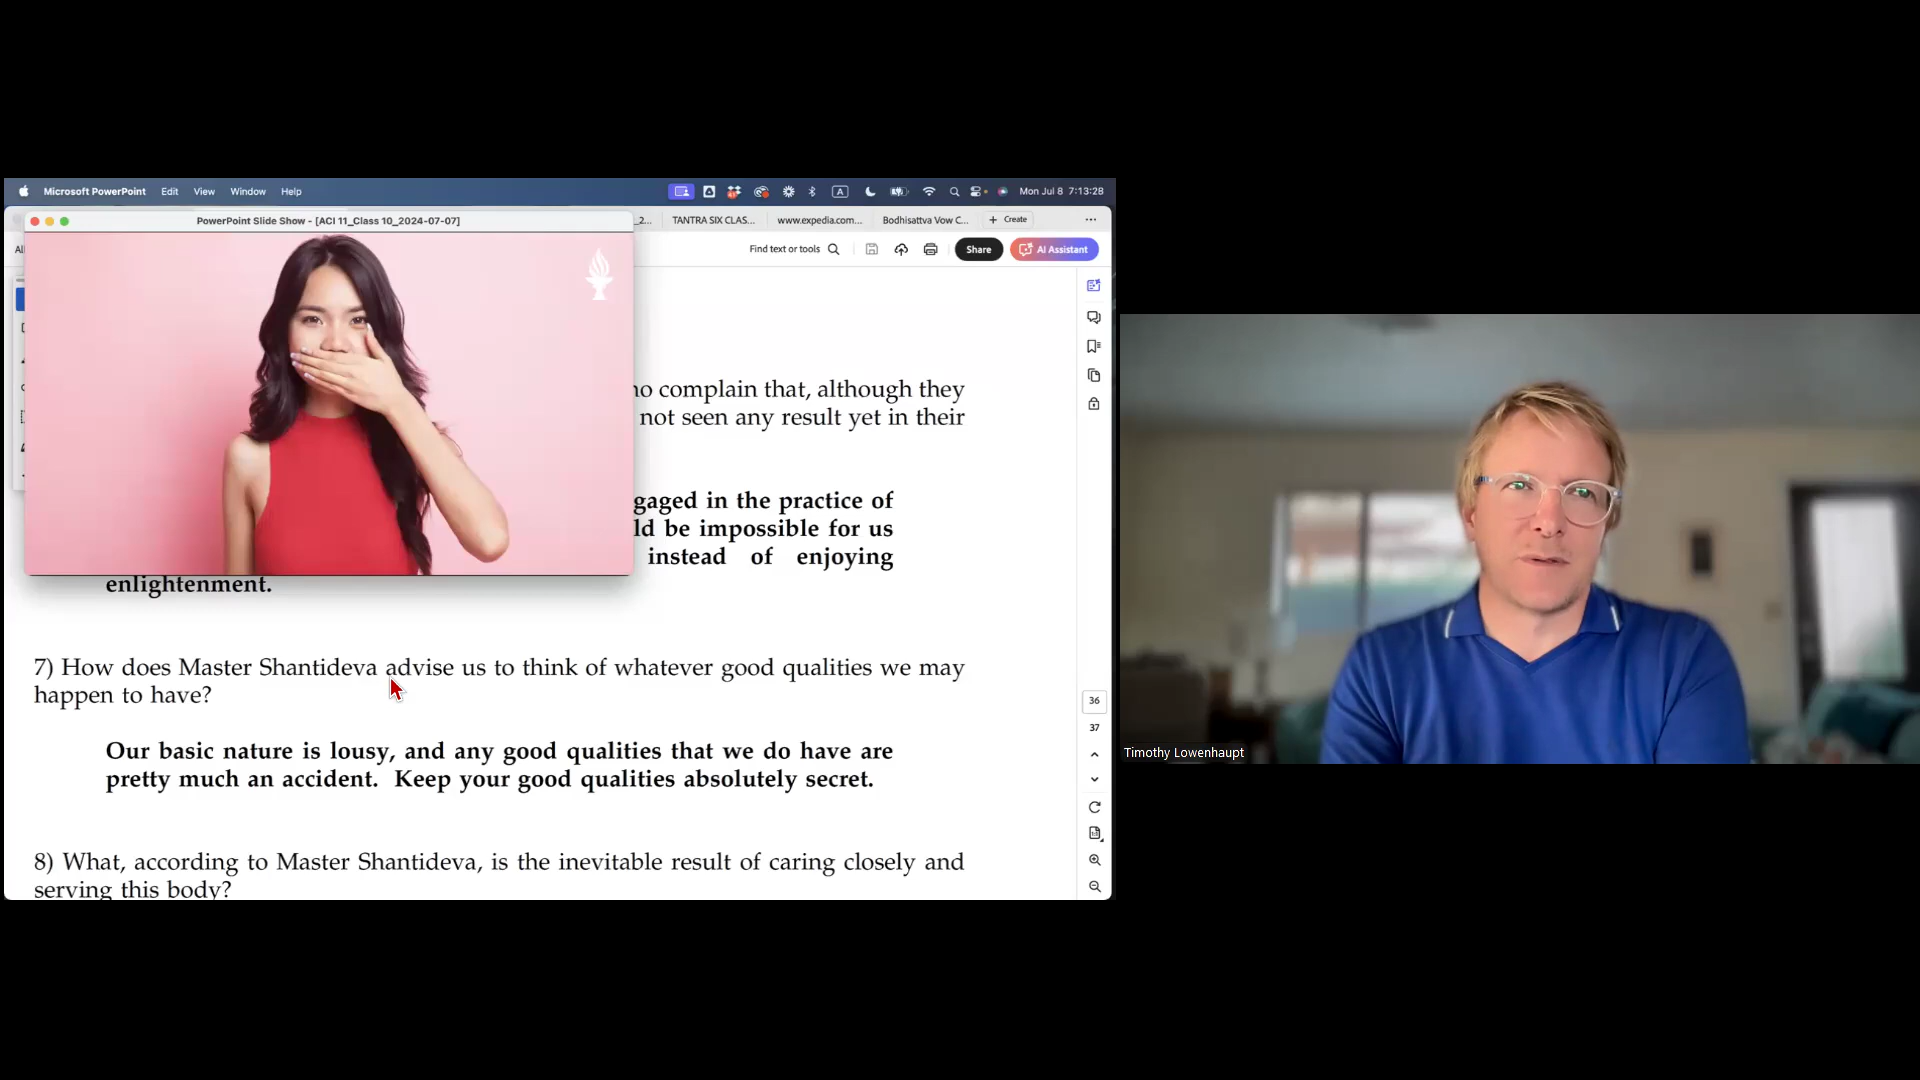 Microsoft PowerPoint Edit View Window Help
A
Mon Jul 8 7:13:28
PowerPoint Slide Show - [ACI 11_Class 10_2024-07-07]
_2...
TANTRA SIX CLAS...
www.expedia.com...
Bodhisattva Vow C...
+ Create
...
All
Find text or tools
Share
AI Assistant
no complain that, although they
not seen any result yet in their
gaged in the practice of
ld be impossible for us
instead of enjoying
enlightenment.
7) How does Master Shantideva advise us to think of whatever good qualities we may
happen to have?
Our basic nature is lousy, and any good qualities that we do have are
pretty much an accident. Keep your good qualities absolutely secret.
8) What, according to Master Shantideva, is the inevitable result of caring closely and
serving this body?
36
37
Timothy Lowenhaupt